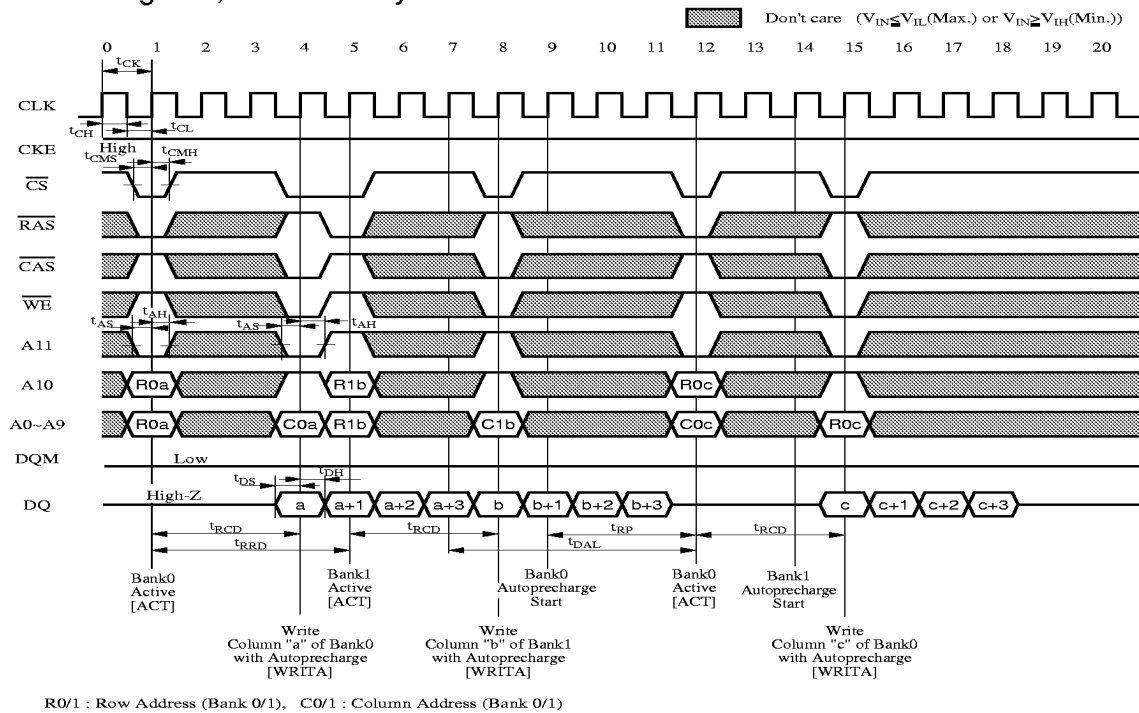 Don't care (VIN≦VIL(Max.) or VIN≧VIH(Min.))
0 1 2 3 4 5 6 7 8 9 10 11 12 13 14 15 16 17 18 19 20
tCK
CLK
tCH tCL
CKE High
tCMS tCMH
CS
RAS
CAS
WE
tAS tAH tAS tAH
A11
A10 R0a R1b R0c
A0~A9 R0a C0a R1b C1b C0c R0c
DQM Low
tDS tDH
DQ High-Z a a+1 a+2 a+3 b b+1 b+2 b+3 c c+1 c+2 c+3
tRCD tRCD tRP tRCD
tRRD tDAL
Bank0 Bank1 Bank0 Bank0 Bank1
Active Active Autoprecharge Active Autoprecharge
[ACT] [ACT] Start [ACT] Start
Write Write Write
Column "a" of Bank0 Column "b" of Bank1 Column "c" of Bank0
with Autoprecharge with Autoprecharge with Autoprecharge
[WRITA] [WRITA] [WRITA]
R0/1 : Row Address (Bank 0/1), C0/1 : Column Address (Bank 0/1)